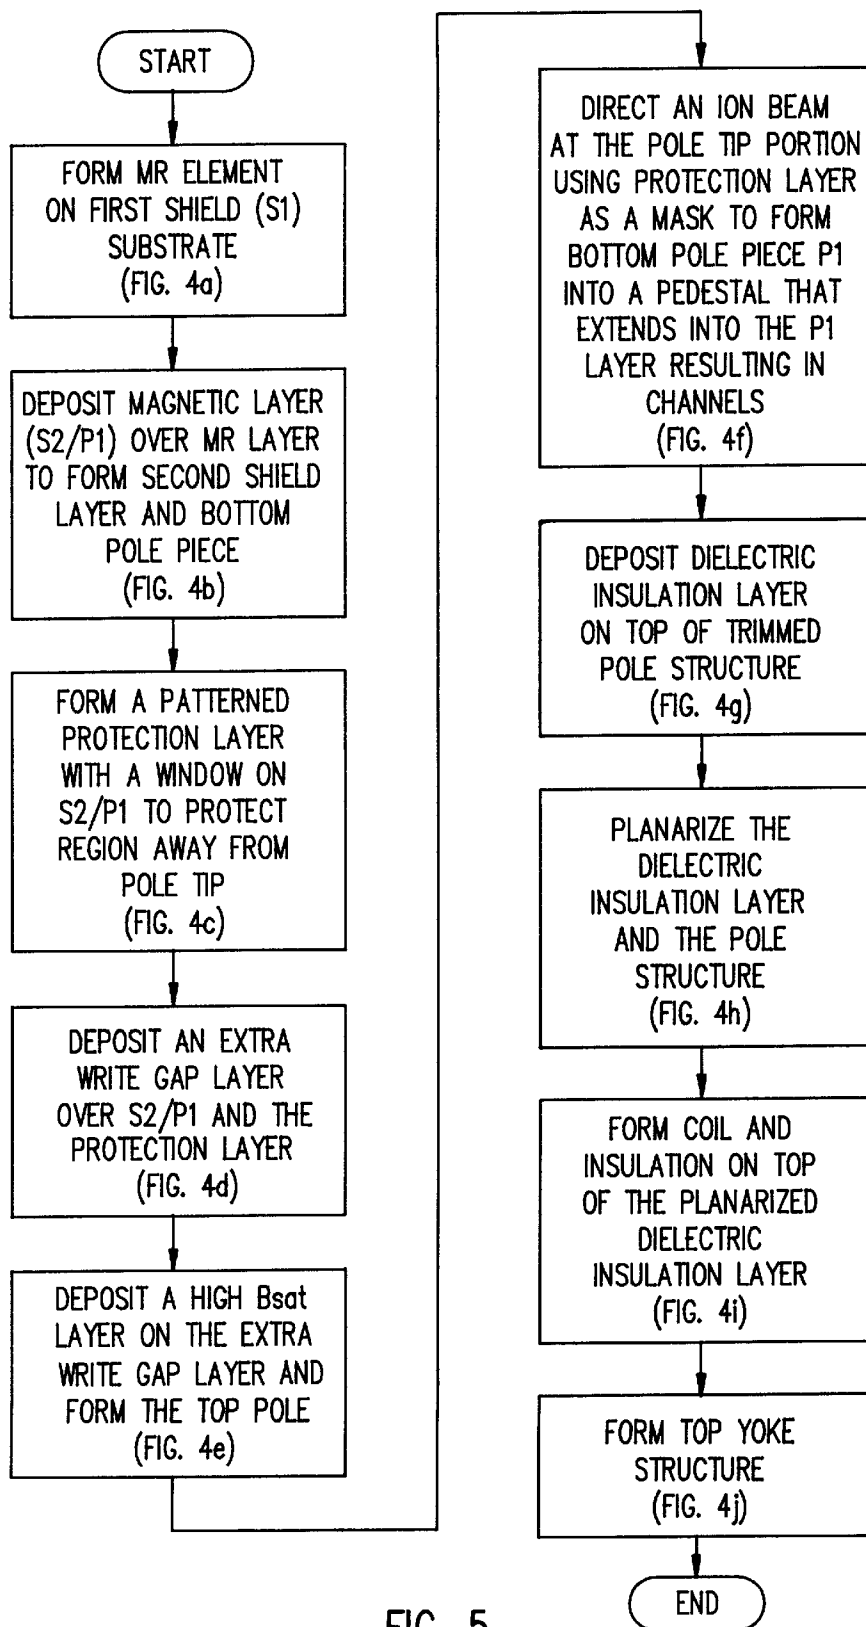 START
FORM MR ELEMENT
ON FIRST SHIELD (S1)
SUBSTRATE
(FIG. 4a)
DEPOSIT MAGNETIC LAYER
(S2/P1) OVER MR LAYER
TO FORM SECOND SHIELD
LAYER AND BOTTOM
POLE PIECE
(FIG. 4b)
FORM A PATTERNED
PROTECTION LAYER
WITH A WINDOW ON
S2/P1 TO PROTECT
REGION AWAY FROM
POLE TIP
(FIG. 4c)
DEPOSIT AN EXTRA
WRITE GAP LAYER
OVER S2/P1 AND THE
PROTECTION LAYER
(FIG. 4d)
DEPOSIT A HIGH Bsat
LAYER ON THE EXTRA
WRITE GAP LAYER AND
FORM THE TOP POLE
(FIG. 4e)
DIRECT AN ION BEAM
AT THE POLE TIP PORTION
USING PROTECTION LAYER
AS A MASK TO FORM
BOTTOM POLE PIECE P1
INTO A PEDESTAL THAT
EXTENDS INTO THE P1
LAYER RESULTING IN
CHANNELS
(FIG. 4f)
DEPOSIT DIELECTRIC
INSULATION LAYER
ON TOP OF TRIMMED
POLE STRUCTURE
(FIG. 4g)
PLANARIZE THE
DIELECTRIC
INSULATION LAYER
AND THE POLE
STRUCTURE
(FIG. 4h)
FORM COIL AND
INSULATION ON TOP
OF THE PLANARIZED
DIELECTRIC
INSULATION LAYER
(FIG. 4i)
FORM TOP YOKE
STRUCTURE
(FIG. 4j)
END
FIG. 5